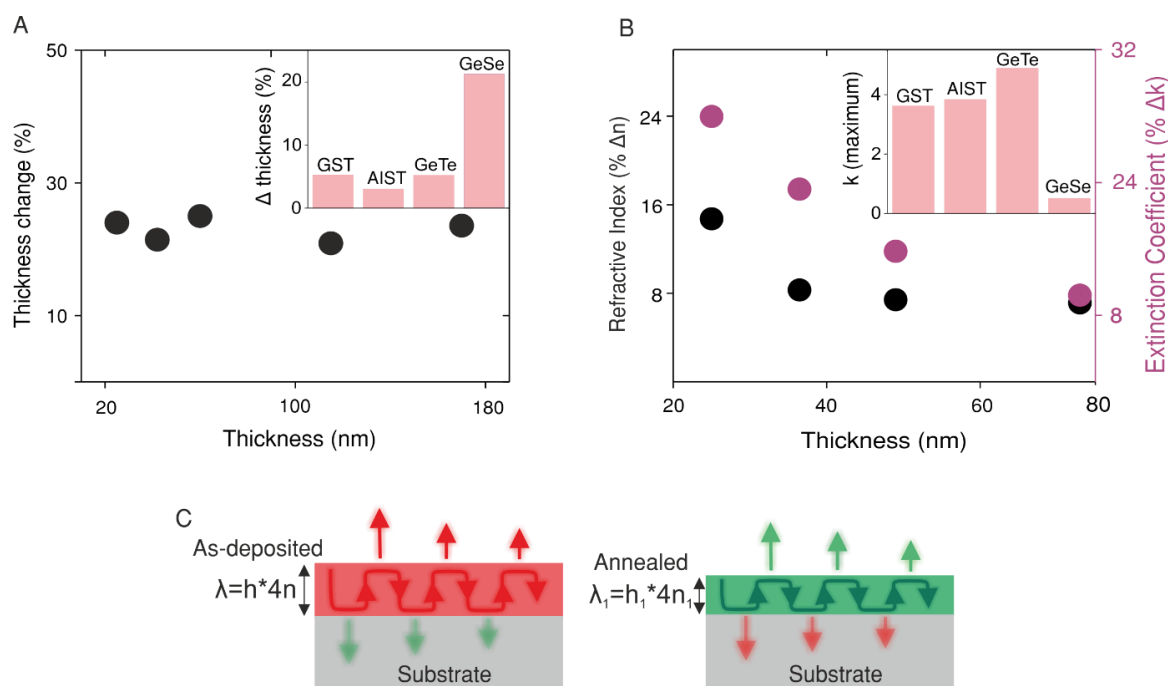 A
Thickness change (%)
50
30
10
20
100
180
Thickness (nm)
Δ thickness (%)
20
10
0
GST
AIST
GeTe
GeSe
B
Refractive Index (% Δn)
24
16
8
20
40
60
80
Thickness (nm)
Extinction Coefficient (% Δk)
32
24
8
k (maximum)
4
2
0
GST
AIST
GeTe
GeSe
C
As-deposited
λ=h*4n
Substrate
Annealed
λ₁=h₁*4n₁
Substrate